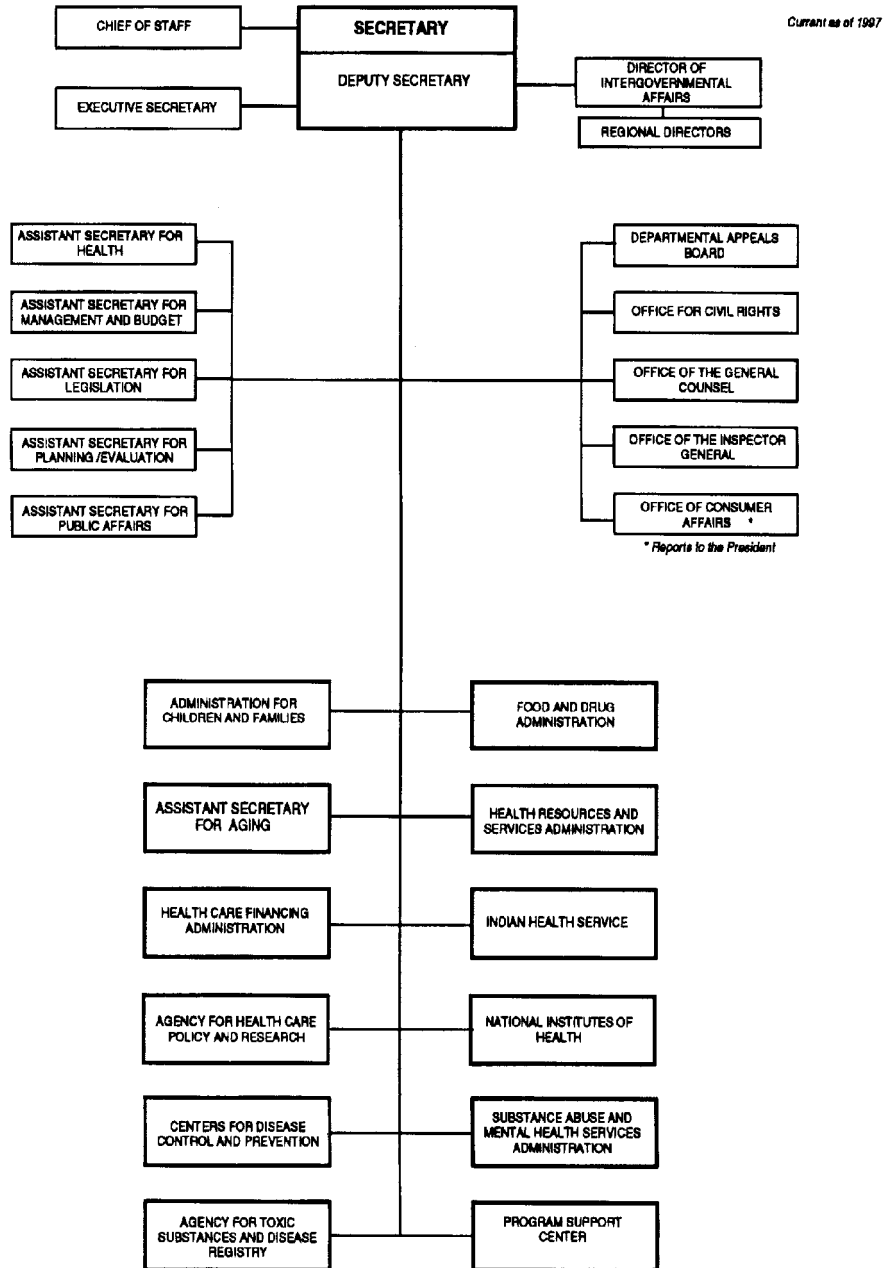 Current as of 1997
CHIEF OF STAFF
SECRETARY
DEPUTY SECRETARY
EXECUTIVE SECRETARY
DIRECTOR OF
INTERGOVERNMENTAL
AFFAIRS
REGIONAL DIRECTORS
ASSISTANT SECRETARY FOR
HEALTH
ASSISTANT SECRETARY FOR
MANAGEMENT AND BUDGET
ASSISTANT SECRETARY FOR
LEGISLATION
ASSISTANT SECRETARY FOR
PLANNING /EVALUATION
ASSISTANT SECRETARY FOR
PUBLIC AFFAIRS
DEPARTMENTAL APPEALS
BOARD
OFFICE FOR CIVIL RIGHTS
OFFICE OF THE GENERAL
COUNSEL
OFFICE OF THE INSPECTOR
GENERAL
OFFICE OF CONSUMER
AFFAIRS *
* Reports to the President
ADMINISTRATION FOR
CHILDREN AND FAMILIES
FOOD AND DRUG
ADMINISTRATION
ASSISTANT SECRETARY
FOR AGING
HEALTH RESOURCES AND
SERVICES ADMINISTRATION
HEALTH CARE FINANCING
ADMINISTRATION
INDIAN HEALTH SERVICE
AGENCY FOR HEALTH CARE
POLICY AND RESEARCH
NATIONAL INSTITUTES OF
HEALTH
CENTERS FOR DISEASE
CONTROL AND PREVENTION
SUBSTANCE ABUSE AND
MENTAL HEALTH SERVICES
ADMINISTRATION
AGENCY FOR TOXIC
SUBSTANCES AND DISEASE
REGISTRY
PROGRAM SUPPORT
CENTER